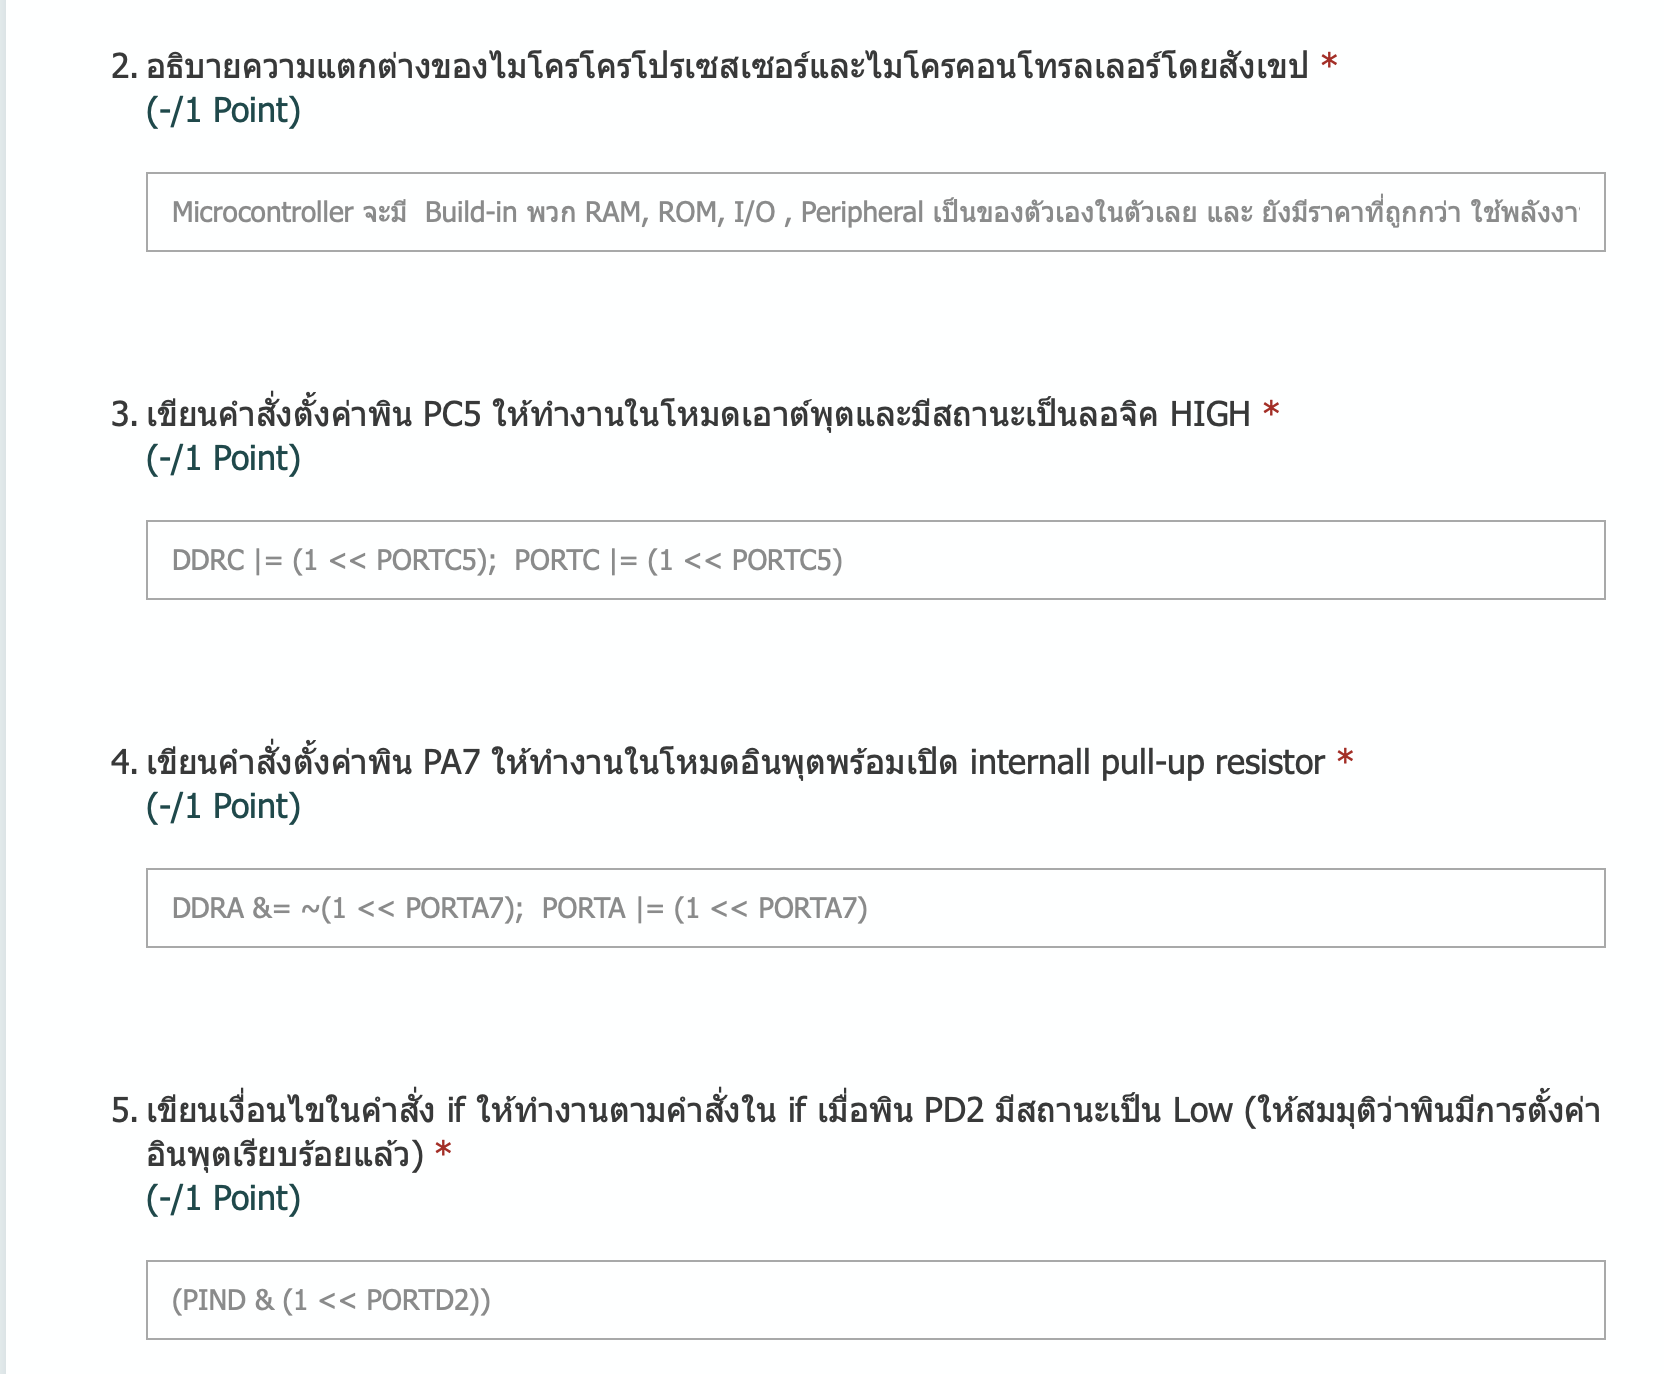 2. อธิบายความแตกต่างของไมโครโครโปรเซสเซอร์และไมโครคอนโทรลเลอร์โดยสังเขป *
(-/1 Point)
Microcontroller จะมี  Build-in พวก RAM, ROM, I/O , Peripheral เป็นของตัวเองในตัวเลย และ ยังมีราคาที่ถูกกว่า ใช้พลังงา
3. เขียนคำสั่งตั้งค่าพิน PC5 ให้ทำงานในโหมดเอาต์พุตและมีสถานะเป็นลอจิค HIGH *
(-/1 Point)
DDRC |= (1 << PORTC5);  PORTC |= (1 << PORTC5)
4. เขียนคำสั่งตั้งค่าพิน PA7 ให้ทำงานในโหมดอินพุตพร้อมเปิด internall pull-up resistor *
(-/1 Point)
DDRA &= ~(1 << PORTA7);  PORTA |= (1 << PORTA7)
5. เขียนเงื่อนไขในคำสั่ง if ให้ทำงานตามคำสั่งใน if เมื่อพิน PD2 มีสถานะเป็น Low (ให้สมมุติว่าพินมีการตั้งค่า
อินพุตเรียบร้อยแล้ว) *
(-/1 Point)
(PIND & (1 << PORTD2))